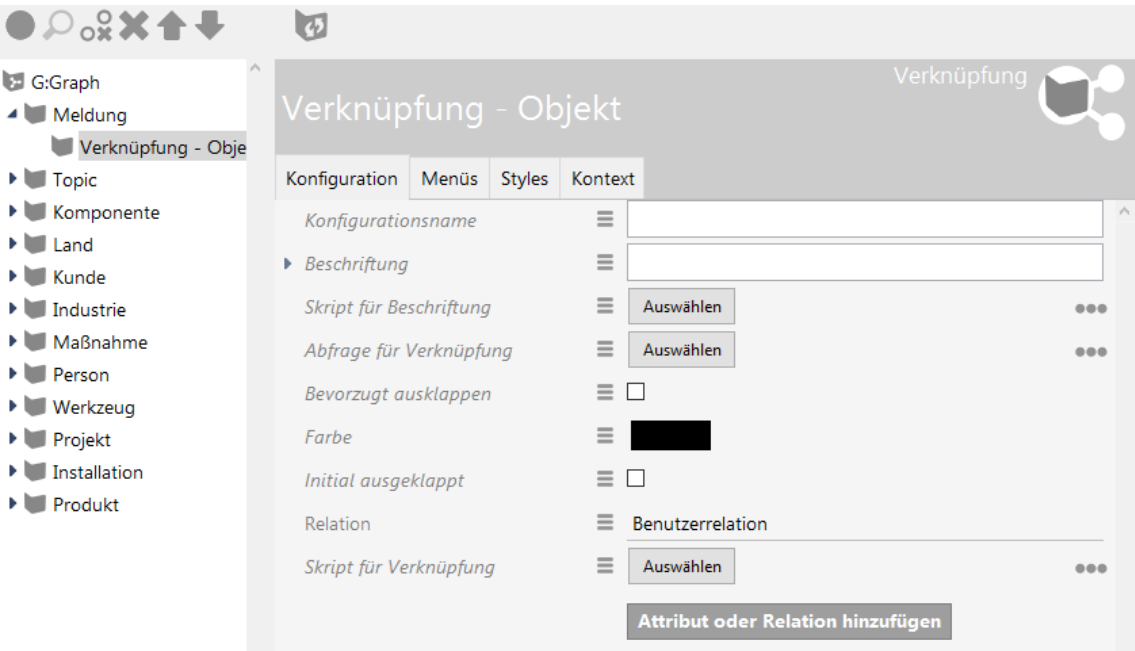 G:Graph
Meldung
Verknüpfung - Obje
Topic
Komponente
Land
Kunde
Industrie
Maßnahme
Person
Werkzeug
Projekt
Installation
Produkt
Verknüpfung
Verknüpfung - Objekt
Konfiguration Menüs Styles Kontext
Konfigurationsname
Beschriftung
Skript für Beschriftung Auswählen
Abfrage für Verknüpfung Auswählen
Bevorzugt ausklappen
Farbe
Initial ausgeklappt
Relation Benutzerrelation
Skript für Verknüpfung Auswählen
Attribut oder Relation hinzufügen